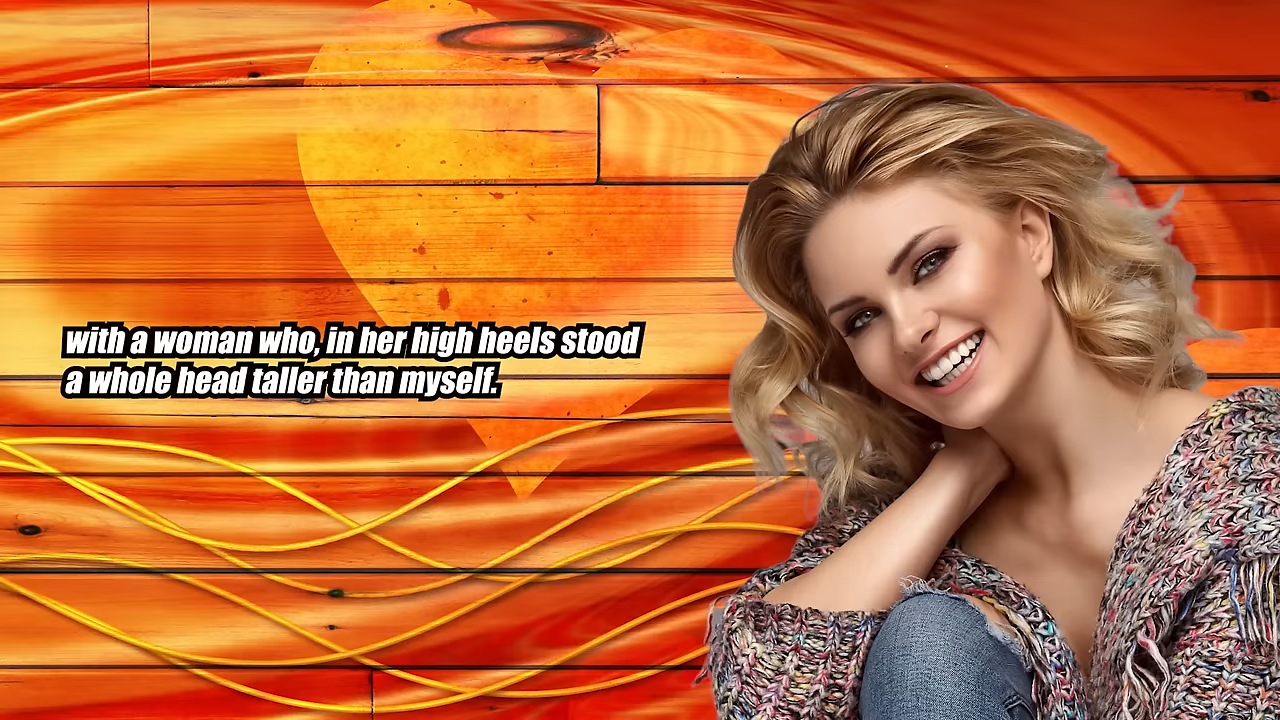 with a woman who, in her high heels stood
a whole head taller than myself.